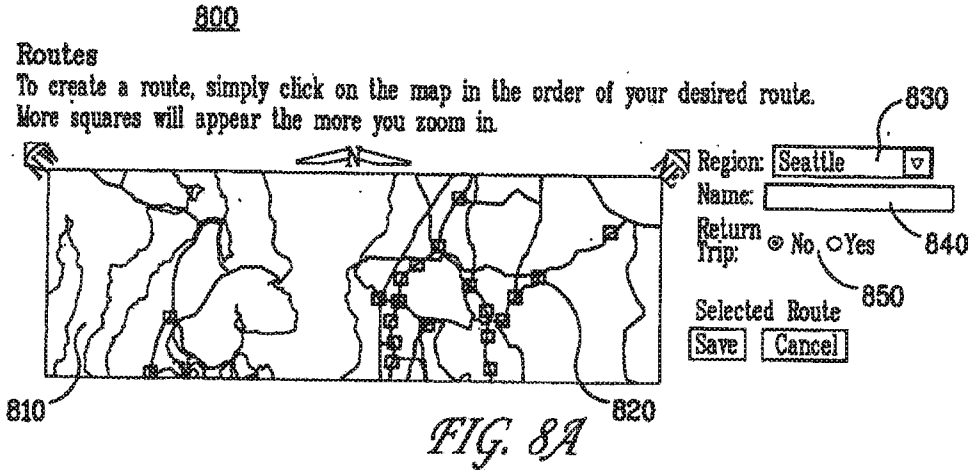 800
Routes
To create a route, simply click on the map in the order of your desired route.
More squares will appear the more you zoom in.
N
NE
Region: Seattle
830
Name:
840
Return Trip: No Yes
850
Selected Route
Save Cancel
810
820
FIG. 8A